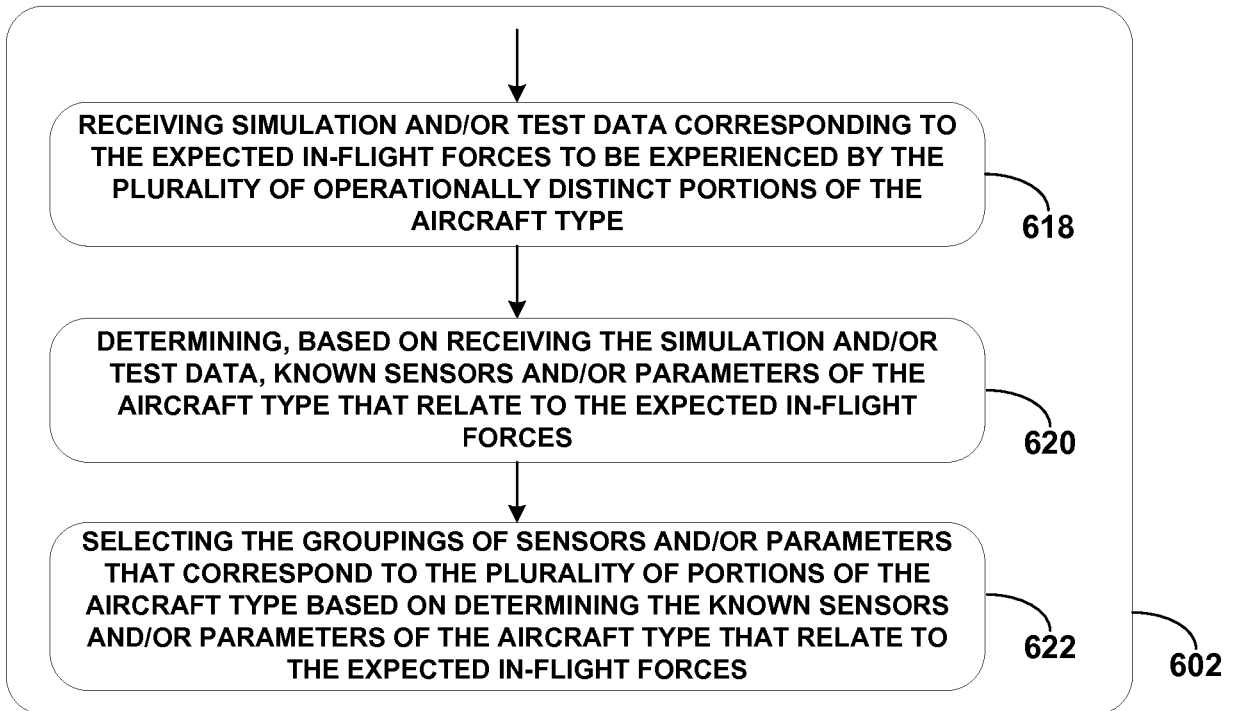 RECEIVING SIMULATION AND/OR TEST DATA CORRESPONDING TO
THE EXPECTED IN-FLIGHT FORCES TO BE EXPERIENCED BY THE
PLURALITY OF OPERATIONALLY DISTINCT PORTIONS OF THE
AIRCRAFT TYPE
618
DETERMINING, BASED ON RECEIVING THE SIMULATION AND/OR
TEST DATA, KNOWN SENSORS AND/OR PARAMETERS OF THE
AIRCRAFT TYPE THAT RELATE TO THE EXPECTED IN-FLIGHT
FORCES
620
SELECTING THE GROUPINGS OF SENSORS AND/OR PARAMETERS
THAT CORRESPOND TO THE PLURALITY OF PORTIONS OF THE
AIRCRAFT TYPE BASED ON DETERMINING THE KNOWN SENSORS
AND/OR PARAMETERS OF THE AIRCRAFT TYPE THAT RELATE TO
THE EXPECTED IN-FLIGHT FORCES
622
602